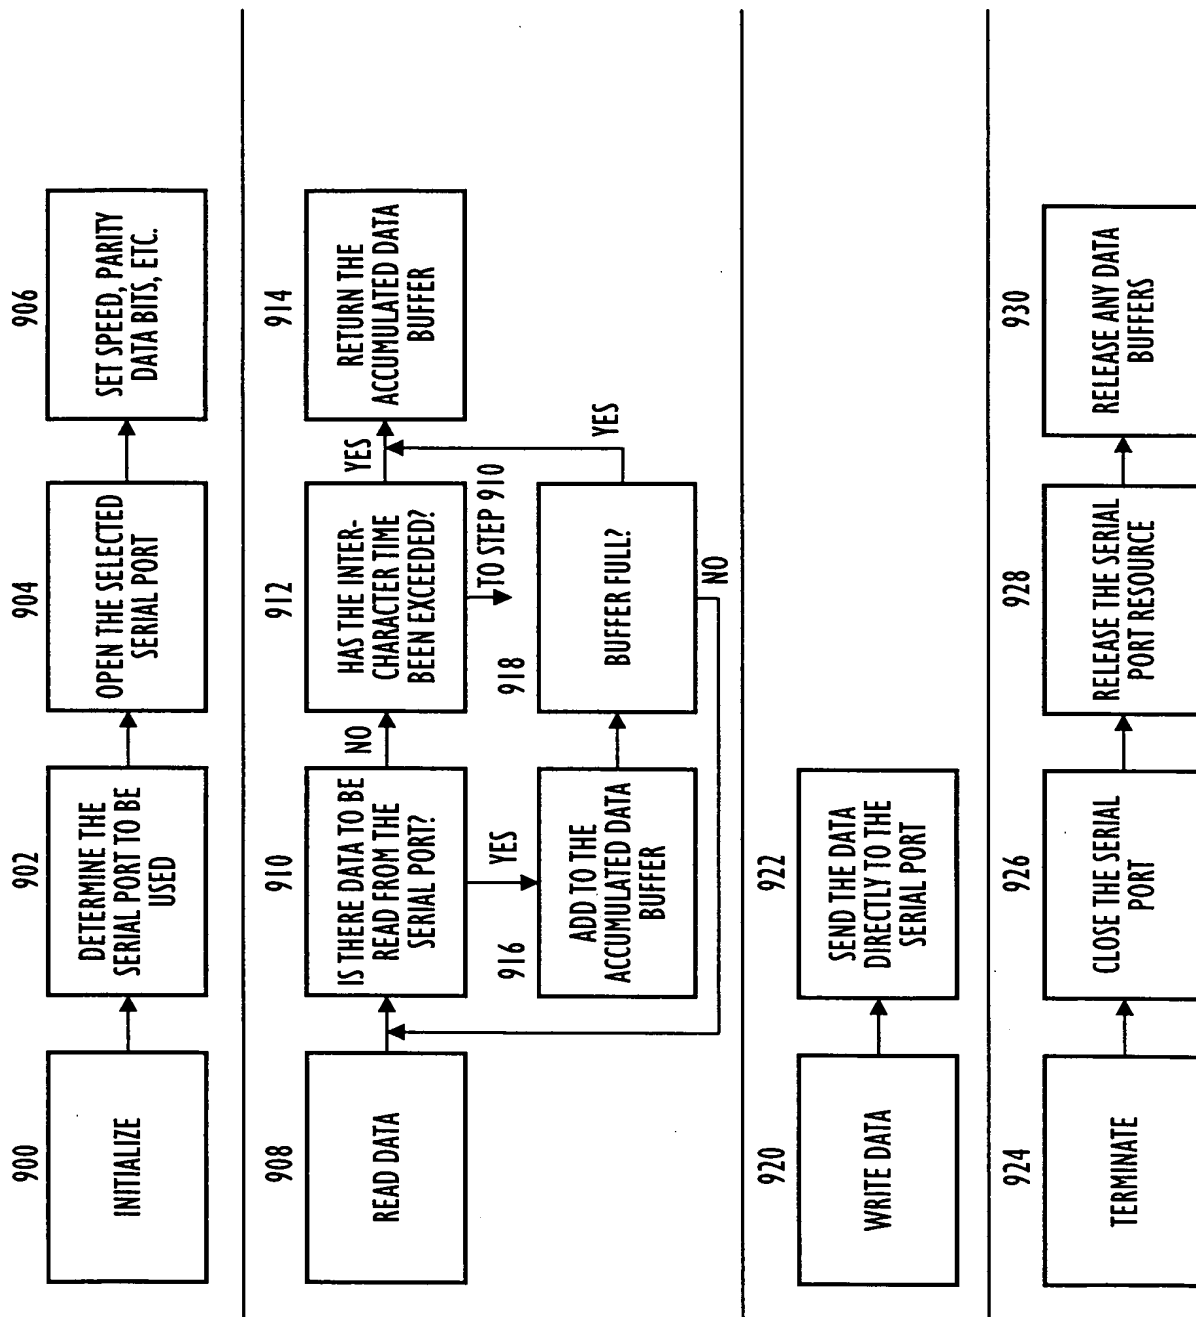 900
INITIALIZE
902
DETERMINE THE
SERIAL PORT TO BE
USED
904
OPEN THE SELECTED
SERIAL PORT
906
SET SPEED, PARITY
DATA BITS, ETC.
908
READ DATA
910
IS THERE DATA TO BE
READ FROM THE
SERIAL PORT?
NO
912
HAS THE INTER-
CHARACTER TIME
BEEN EXCEEDED?
YES
914
RETURN THE
ACCUMULATED DATA
BUFFER
YES
TO STEP 910
916
ADD TO THE
ACCUMULATED DATA
BUFFER
918
BUFFER FULL?
YES
NO
920
WRITE DATA
922
SEND THE DATA
DIRECTLY TO THE
SERIAL PORT
924
TERMINATE
926
CLOSE THE SERIAL
PORT
928
RELEASE THE SERIAL
PORT RESOURCE
930
RELEASE ANY DATA
BUFFERS